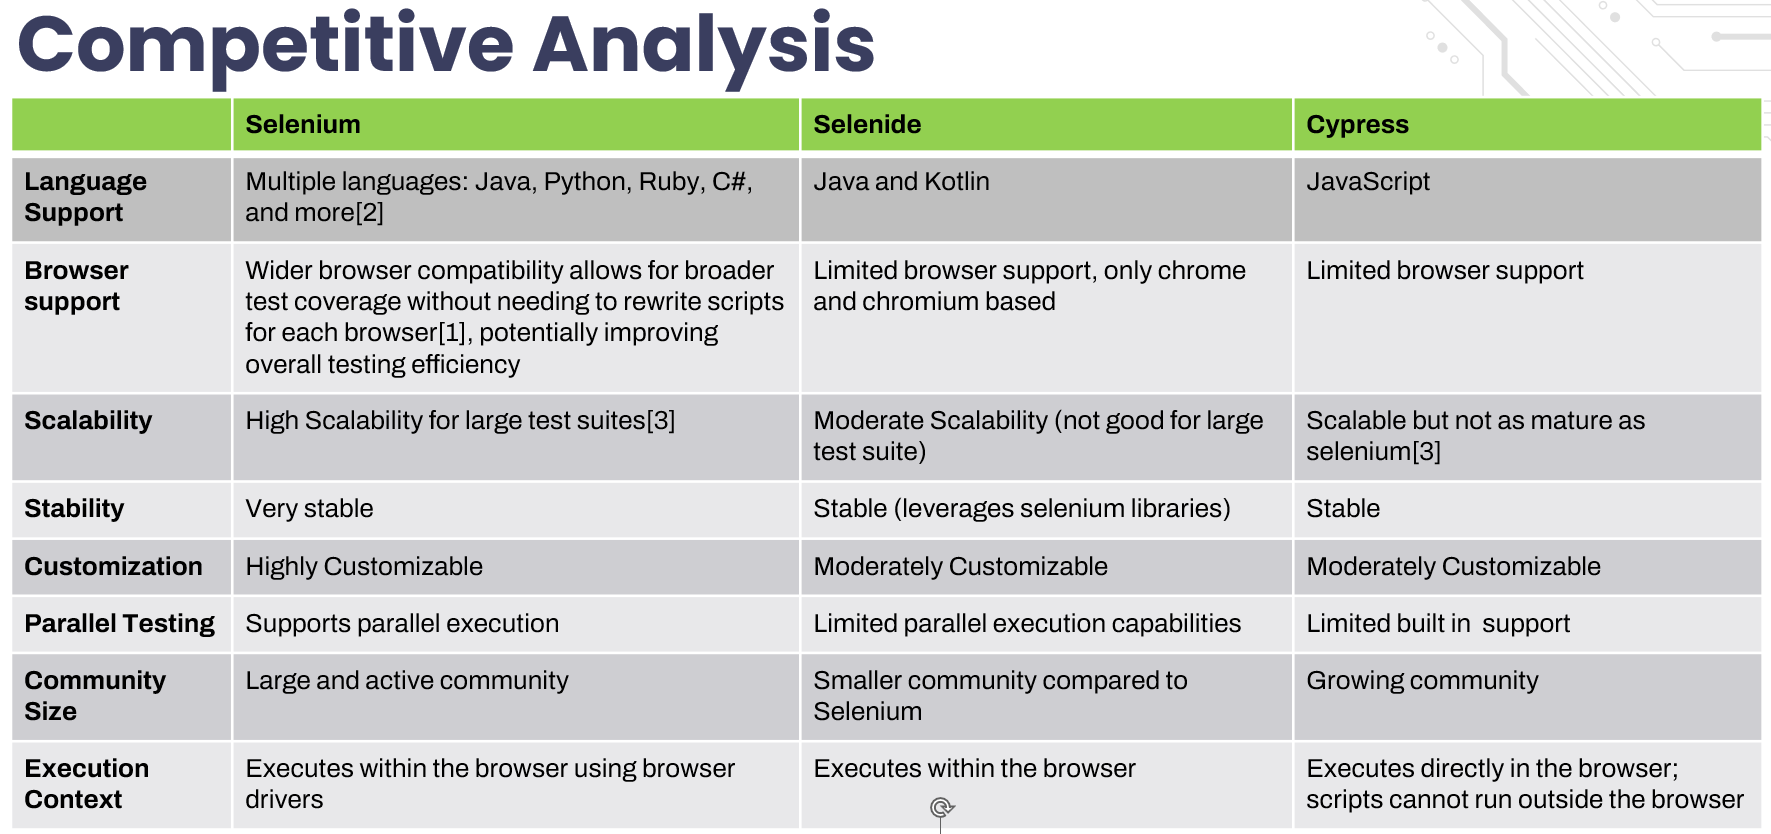 Competitive Analysis
Selenium
Selenide
Cypress
Language
Support
Multiple languages: Java, Python, Ruby, C#,
and more[2]
Java and Kotlin
JavaScript
Browser
support
Wider browser compatibility allows for broader
test coverage without needing to rewrite scripts
for each browser[1], potentially improving
overall testing efficiency
Limited browser support, only chrome
and chromium based
Limited browser support
Scalability
High Scalability for large test suites[3]
Moderate Scalability (not good for large
test suite)
Scalable but not as mature as
selenium[3]
Stability
Very stable
Stable (leverages selenium libraries)
Stable
Customization
Highly Customizable
Moderately Customizable
Moderately Customizable
Parallel Testing
Supports parallel execution
Limited parallel execution capabilities
Limited built in  support
Community
Size
Large and active community
Smaller community compared to
Selenium
Growing community
Execution
Context
Executes within the browser using browser
drivers
Executes within the browser
Executes directly in the browser;
scripts cannot run outside the browser